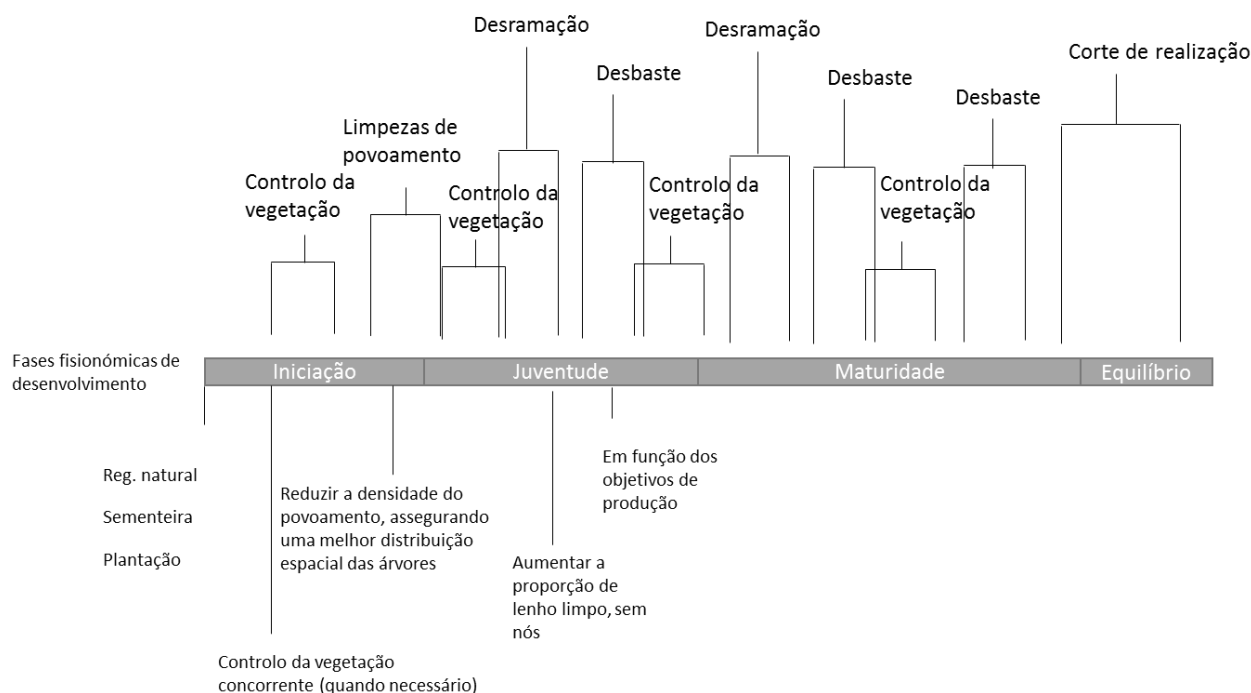 Desramação
Desramação
Corte de realização
Desbaste
Desbaste
Desbaste
Limpezas de
povoamento
Controlo da
vegetação
Controlo da
vegetação
Controlo da
vegetação
Controlo da
vegetação
Fases fisionómicas de
desenvolvimento
Iniciação
Juventude
Maturidade
Equilíbrio
Reg. natural
Sementeira
Plantação
Reduzir a densidade do
povoamento, assegurando
uma melhor distribuição
espacial das árvores
Em função dos
objetivos de
produção
Aumentar a
proporção de
lenho limpo, sem
nós
Controlo da vegetação
concorrente (quando necessário)